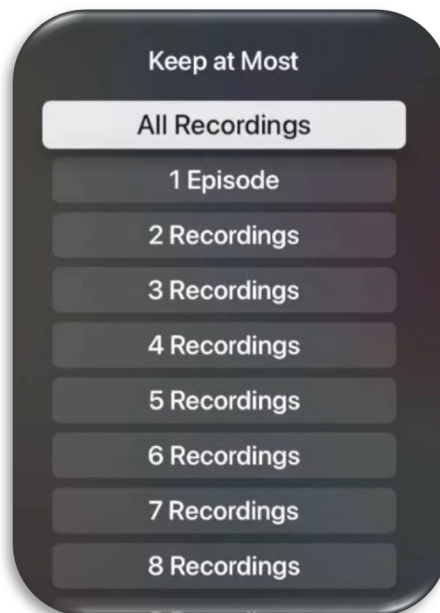 Keep at Most
All Recordings
1 Episode
2 Recordings
3 Recordings
4 Recordings
5 Recordings
6 Recordings
7 Recordings
8 Recordings